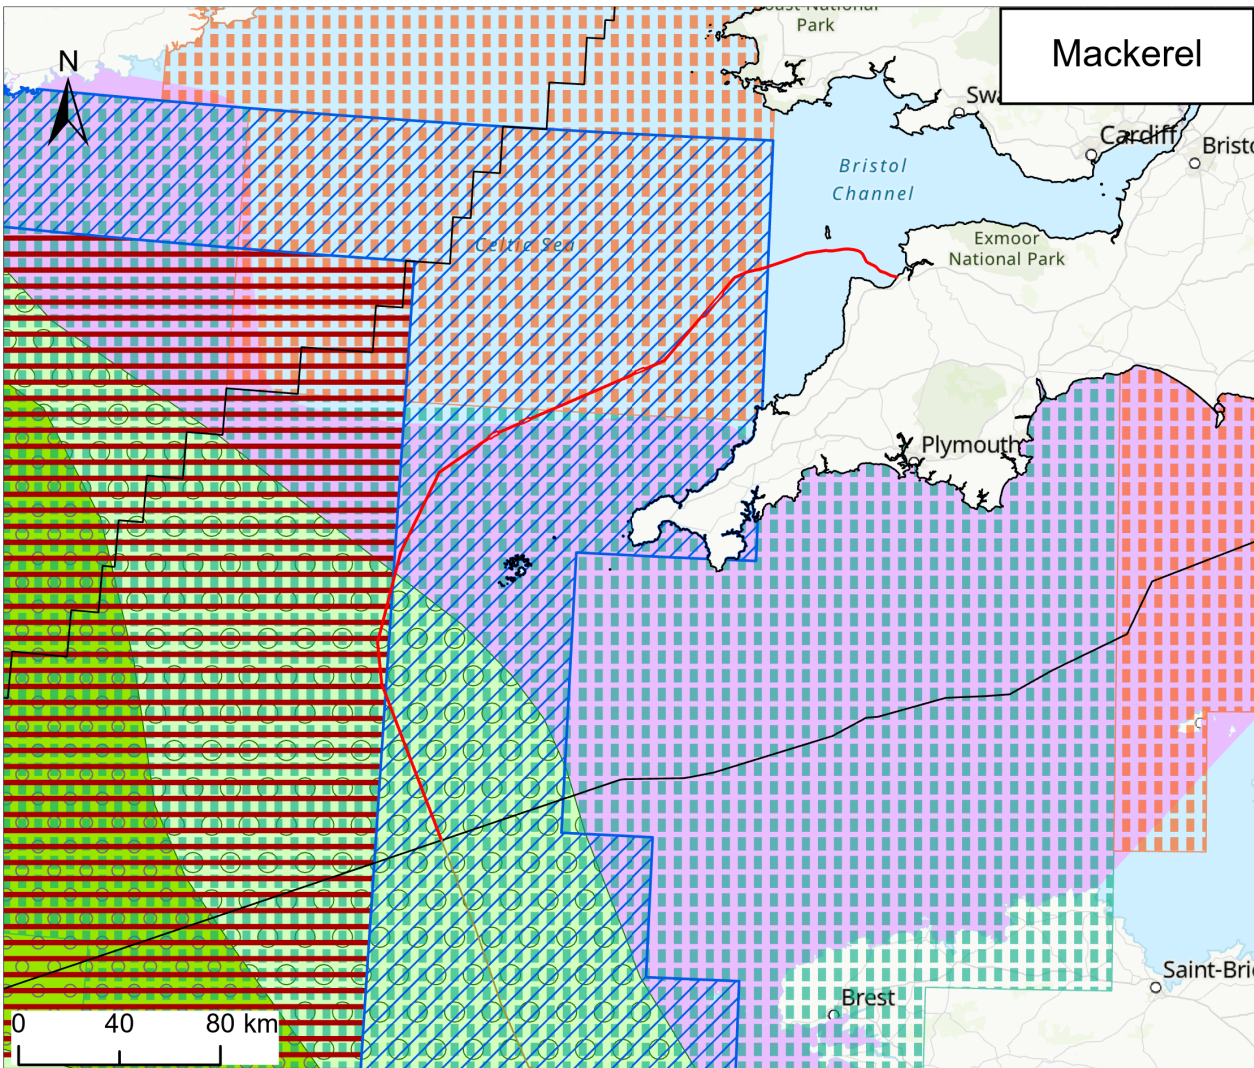 Park
Mackerel
N
Cardiff
Bristol
Channel
Celtic Sea
Exmoor
National Park
Plymouth
Brest
0 40 80 km